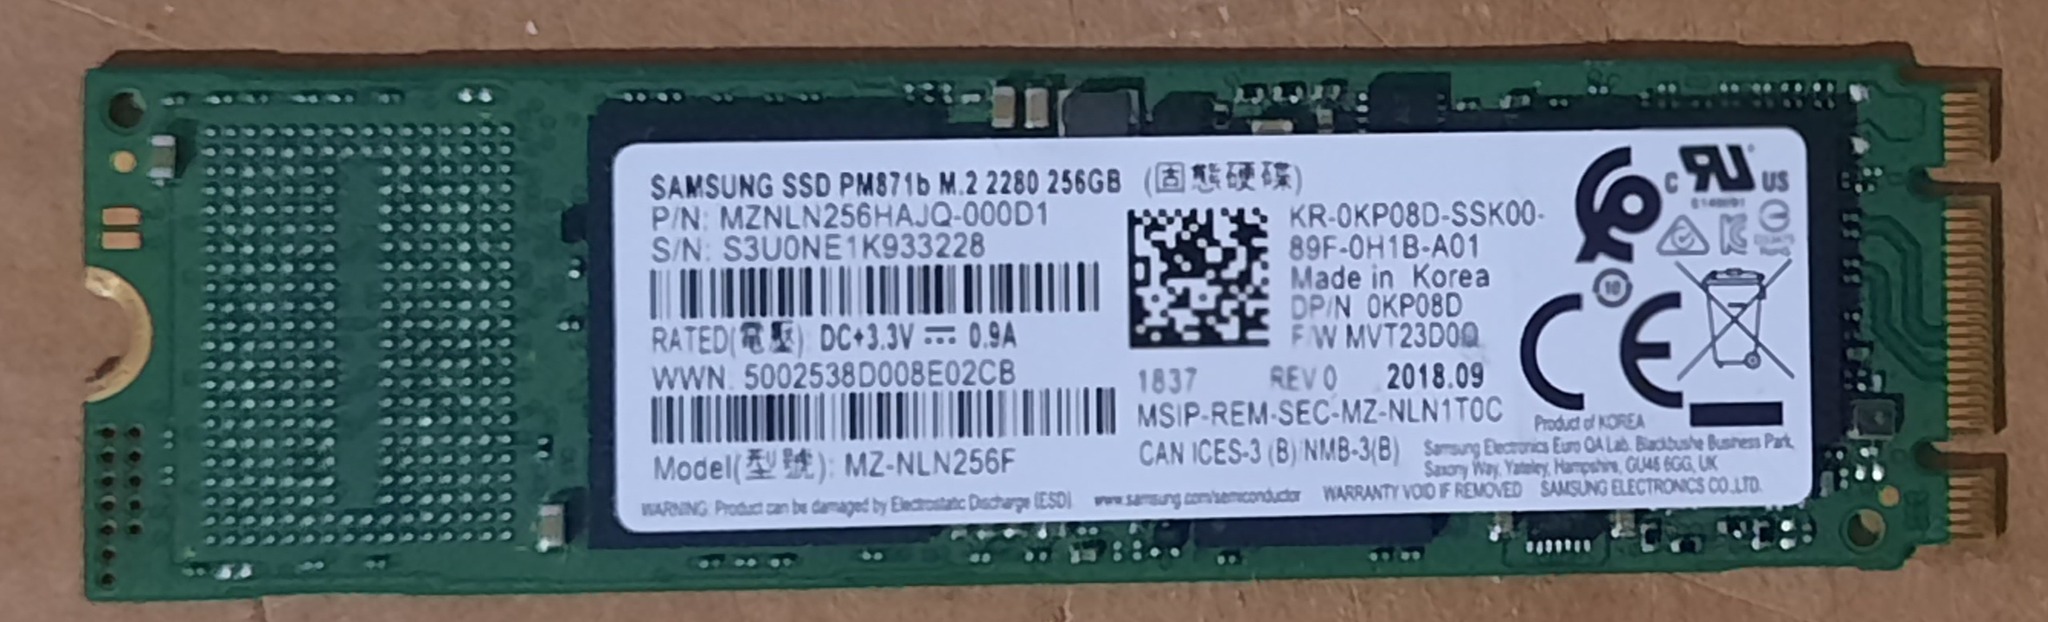 SAMSUNG SSD PM871b M.2 2280 256GB (固態硬碟)
P/N: MZNLN256HAJQ-000D1
S/N: S3U0NE1K933228
RATED(電壓): DC+3.3V 0.9A
WWN: 5002538D008E02CB
Model(型號): MZ-NLN256F
KR-0KP08D-SSK00-
89F-0H1B-A01
Made in Korea
DP/N 0KP08D
F/W MVT23D0Q
1837 REV 0 2018.09
MSIP-REM-SEC-MZ-NLN1T0C
CAN ICES-3 (B)/NMB-3(B)
c RU US
10
CE
Product of KOREA
Samsung Electronics Euro QA Lab. Blackbushe Business Park,
Saxony Way, Yateley, Hampshire, GU46 6GG, UK
WARNING: Product can be damaged by Electrostatic Discharge (ESD). www.samsung.com/semiconductor WARRANTY VOID IF REMOVED SAMSUNG ELECTRONICS CO.,LTD.